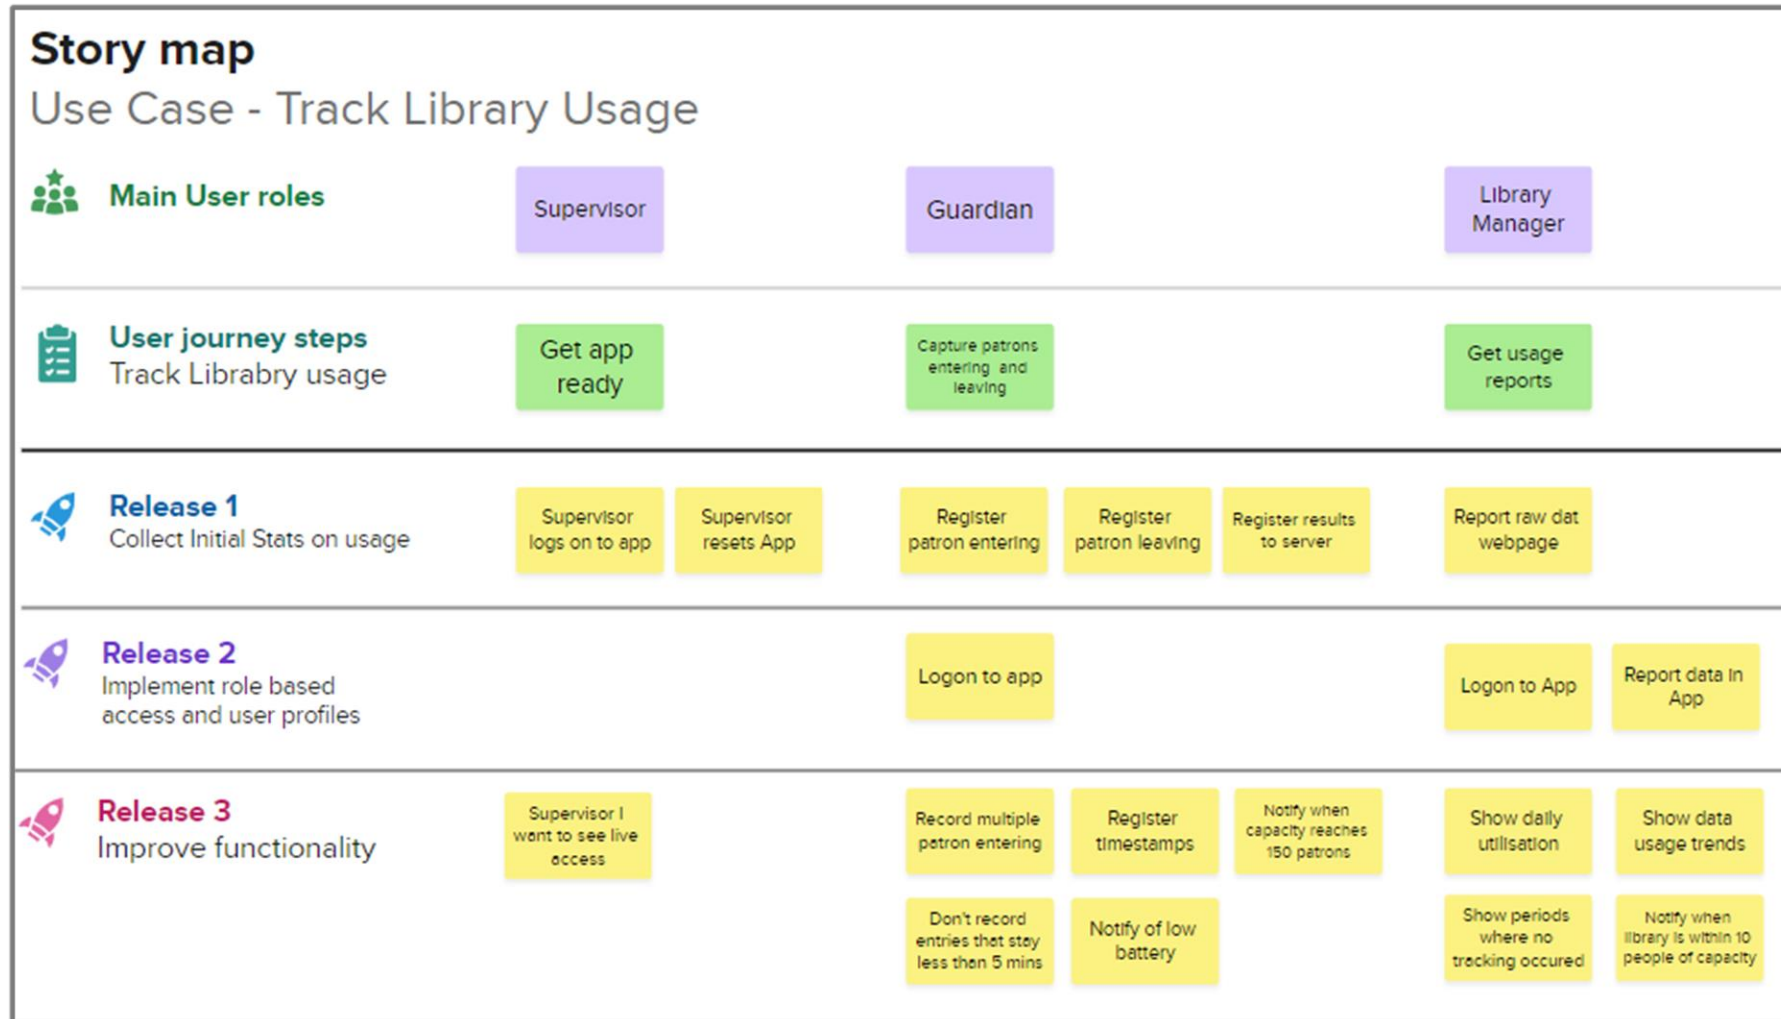 Story map
Use Case - Track Library Usage
Main User roles
Supervisor
Guardian
Library
Manager
User journey steps
Track Librabry usage
Get app
ready
Capture patrons
entering and
leaving
Get usage
reports
Release 1
Collect Initial Stats on usage
Supervisor
logs on to app
Supervisor
resets App
Register
patron entering
Register
patron leaving
Register results
to server
Report raw dat
webpage
Release 2
Implement role based
access and user profiles
Logon to app
Logon to App
Report data in
App
Release 3
Improve functionality
Supervisor I
want to see live
access
Record multiple
patron entering
Register
timestamps
Notify when
capacity reaches
150 patrons
Show daily
utilisation
Show data
usage trends
Don't record
entries that stay
less than 5 mins
Notify of low
battery
Show periods
where no
tracking occured
Notify when
library is within 10
people of capacity